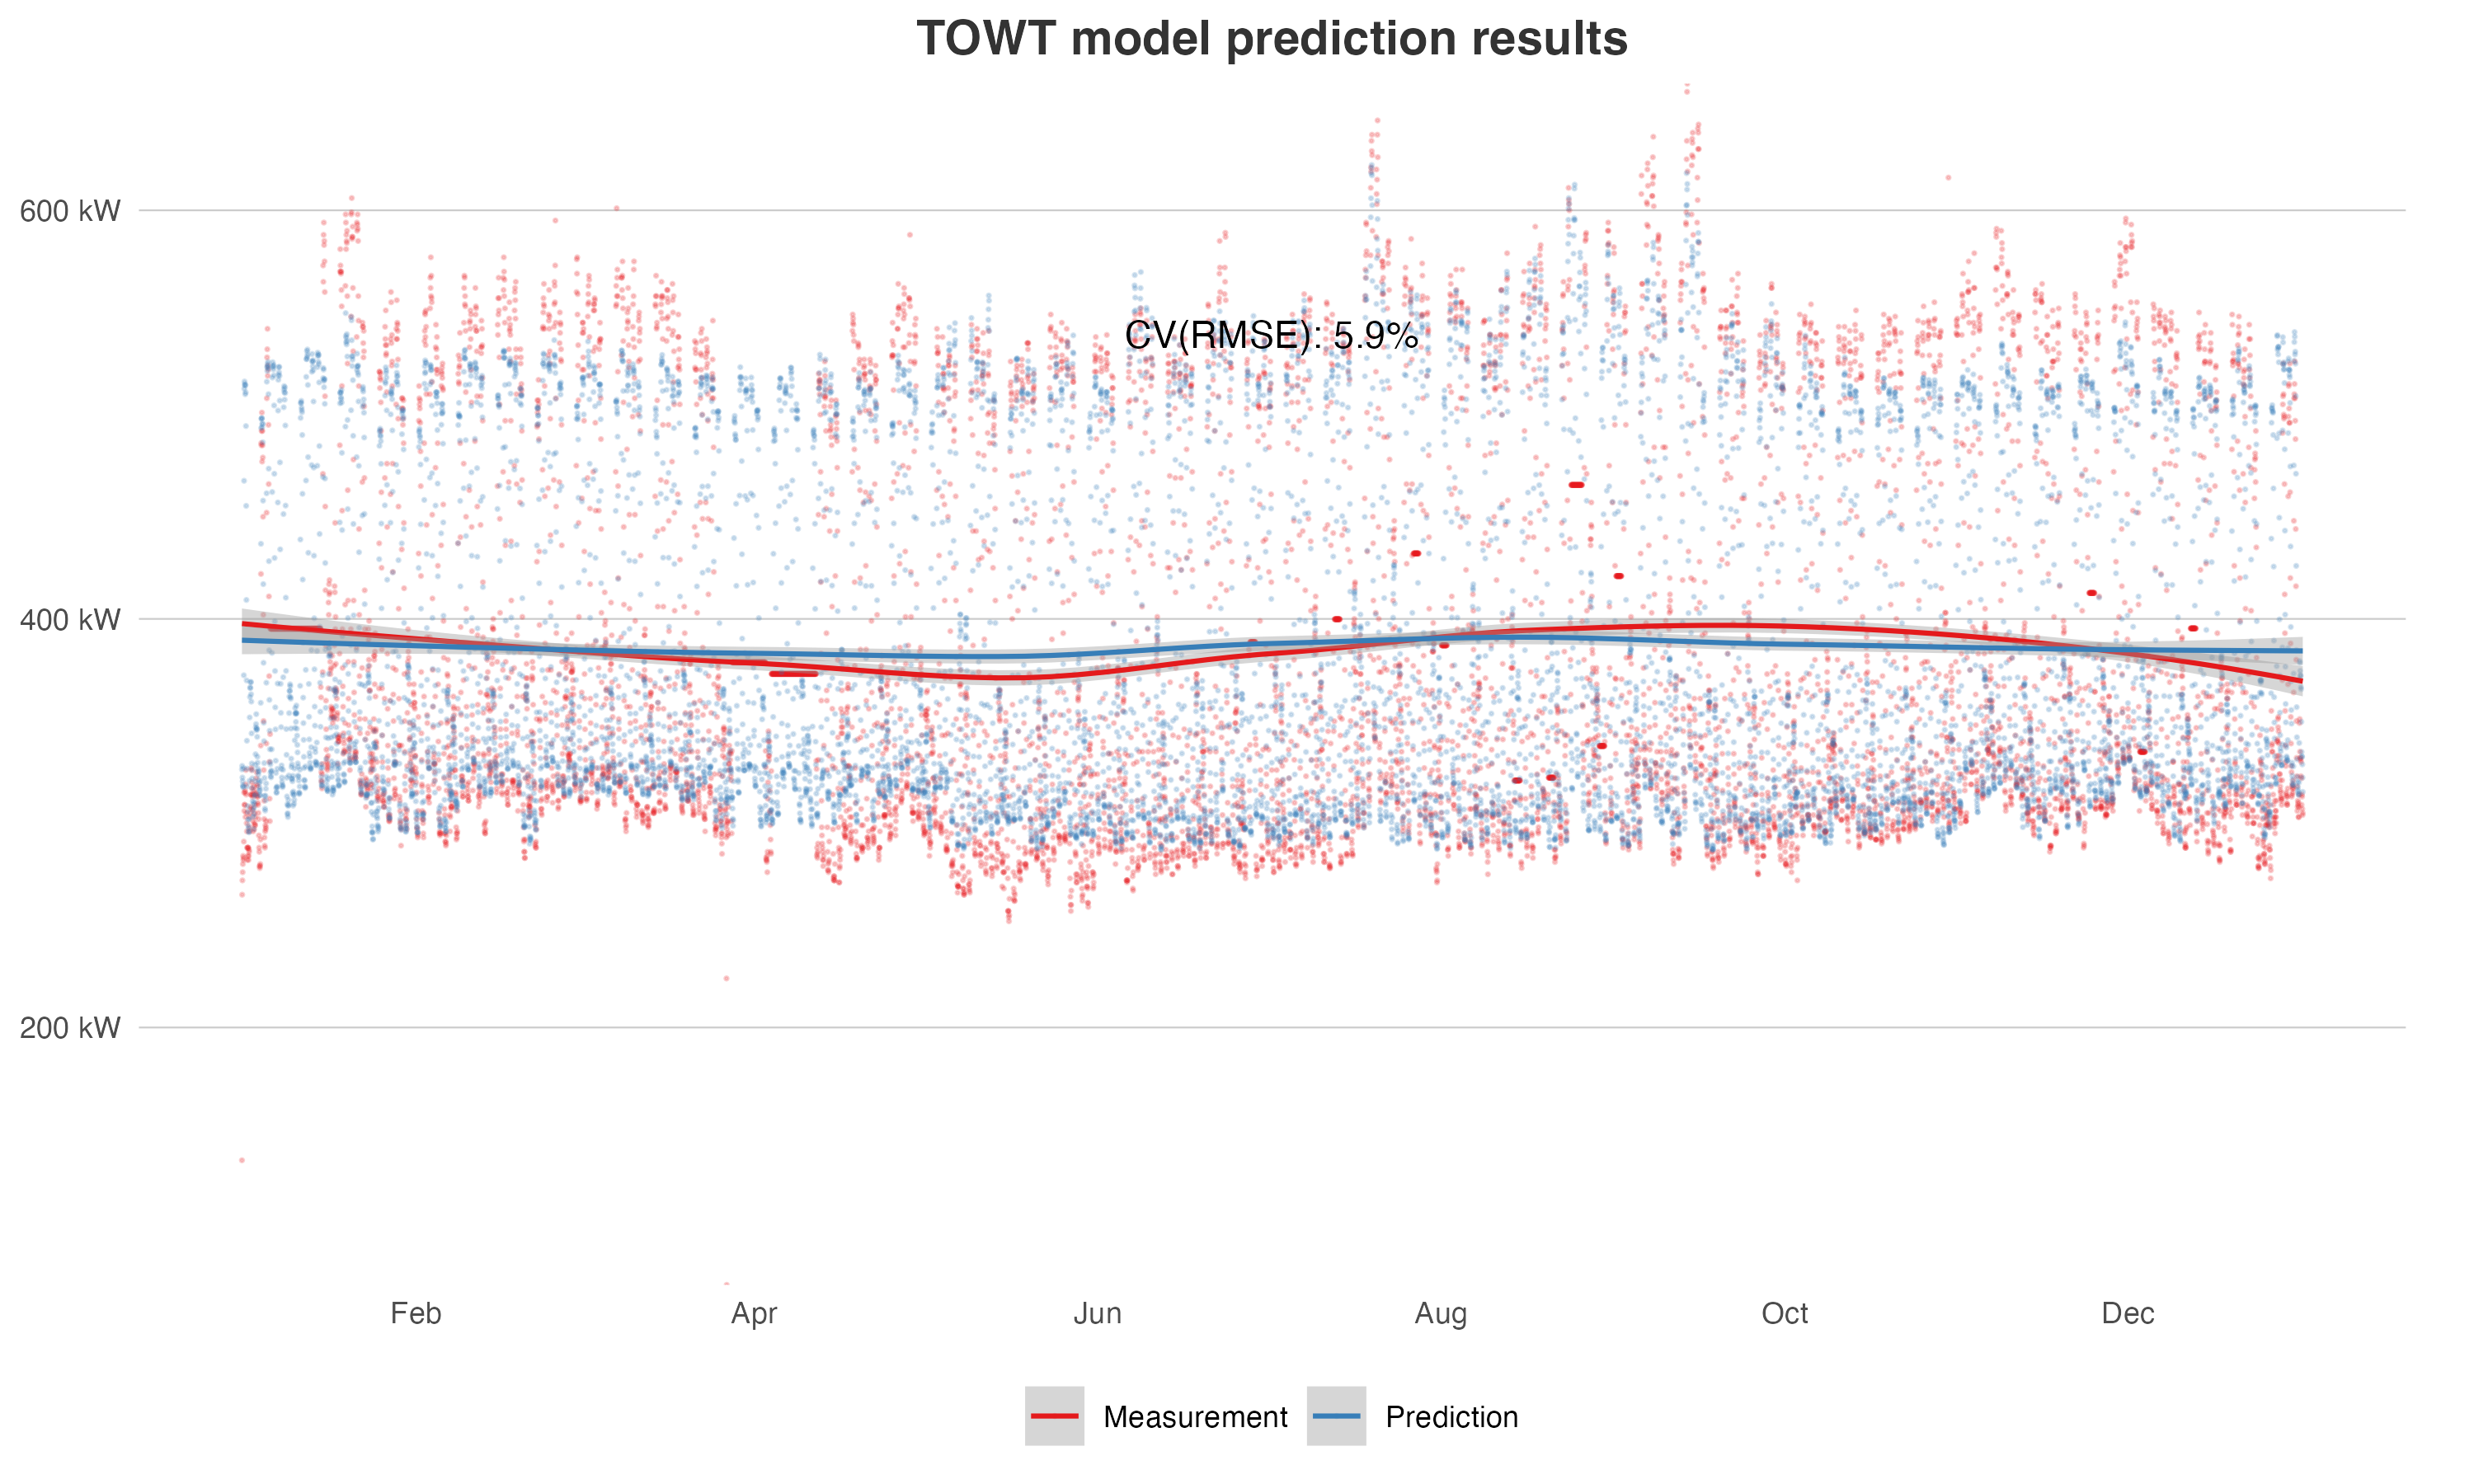 TOWT model prediction results
600 kW
CV(RMSE): 5.9%
400 kW
200 kW
Feb Apr Jun Aug Oct Dec
Measurement Prediction